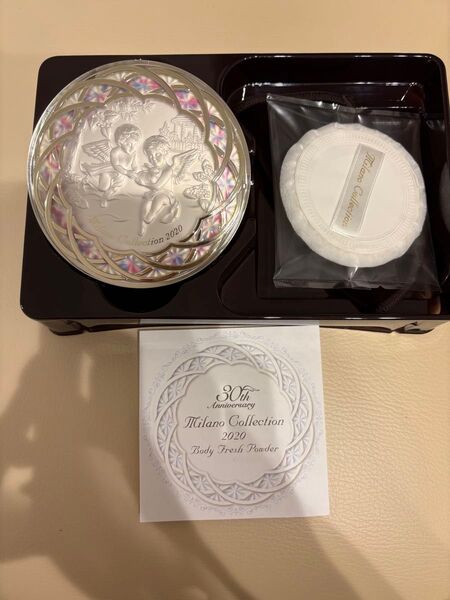 Milano Collection 2020
Milano Collection
30th
Anniversary
Milano Collection
2020
Body Fresh Powder